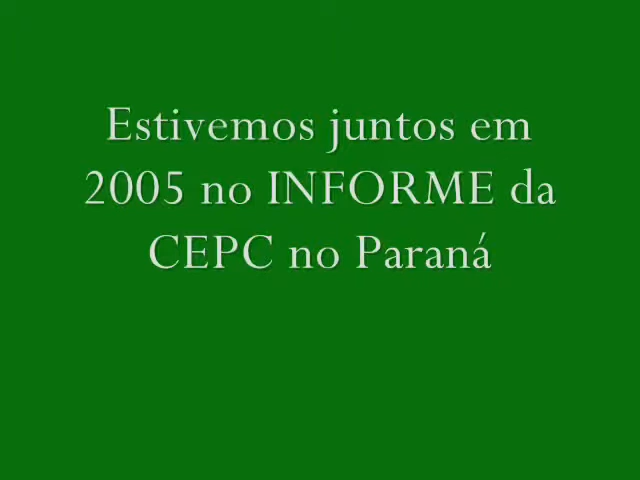 Estivemos juntos em
2005 no INFORME da
CEPC no Paraná